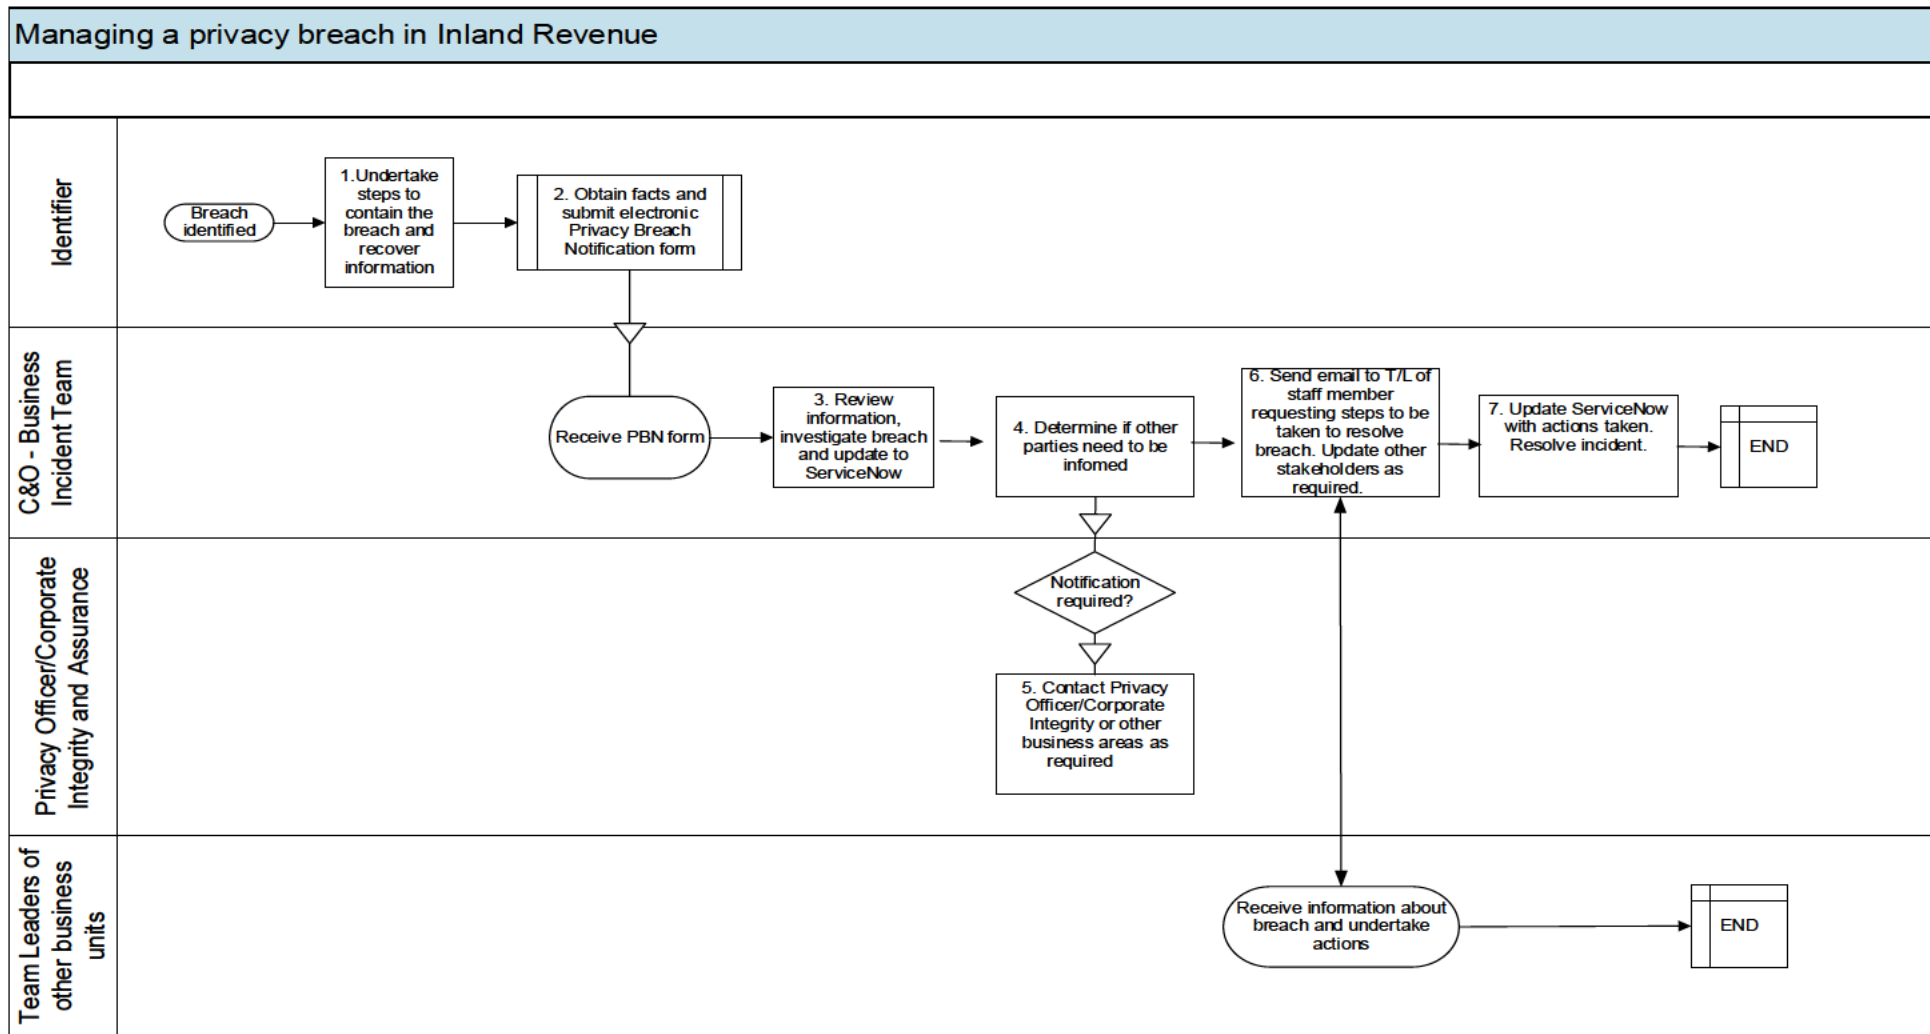 Managing a privacy breach in Inland Revenue
Identifier
Breach
identified
1.Undertake
steps to
contain the
breach and
recover
information
2. Obtain facts and
submit electronic
Privacy Breach
Notification form
C&O - Business
Incident Team
Receive PBN form
3. Review
information,
investigate breach
and update to
ServiceNow
4. Determine if other
parties need to be
infomed
6. Send email to T/L of
staff member
requesting steps to be
taken to resolve
breach. Update other
stakeholders as
required.
7. Update ServiceNow
with actions taken.
Resolve incident.
END
Privacy Officer/Corporate
Integrity and Assurance
Notification
required?
5. Contact Privacy
Officer/Corporate
Integrity or other
business areas as
required
Team Leaders of
other business
units
Receive information about
breach and undertake
actions
END